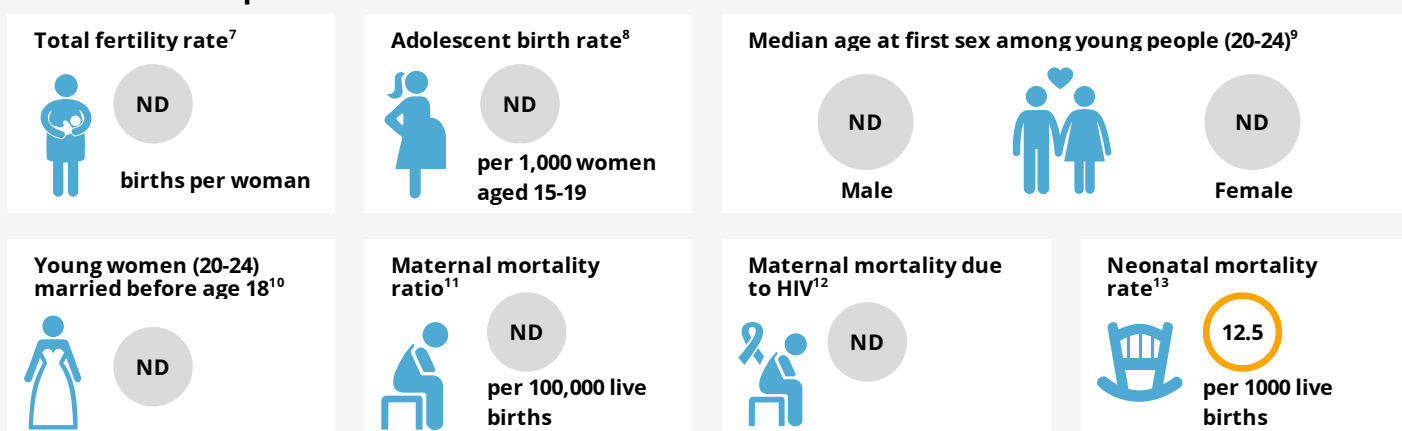 Total fertility rate7
ND
births per woman
Adolescent birth rate8
ND
per 1,000 women
aged 15-19
Median age at first sex among young people (20-24)9
ND
Male
ND
Female
Young women (20-24)
married before age 1810
ND
Maternal mortality
ratio11
ND
per 100,000 live
births
Maternal mortality due
to HIV12
ND
Neonatal mortality
rate13
12.5
per 1000 live
births